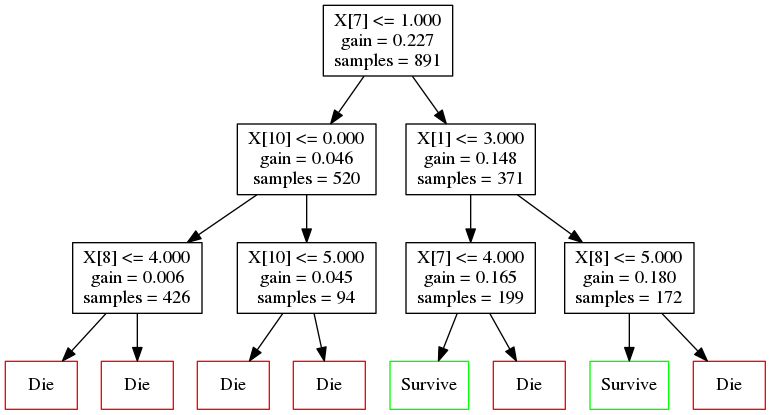 X[7] <= 1.000
gain = 0.227
samples = 891
X[10] <= 0.000
gain = 0.046
samples = 520
X[1] <= 3.000
gain = 0.148
samples = 371
X[8] <= 4.000
gain = 0.006
samples = 426
X[10] <= 5.000
gain = 0.045
samples = 94
X[7] <= 4.000
gain = 0.165
samples = 199
X[8] <= 5.000
gain = 0.180
samples = 172
Die
Die
Die
Die
Survive
Die
Survive
Die